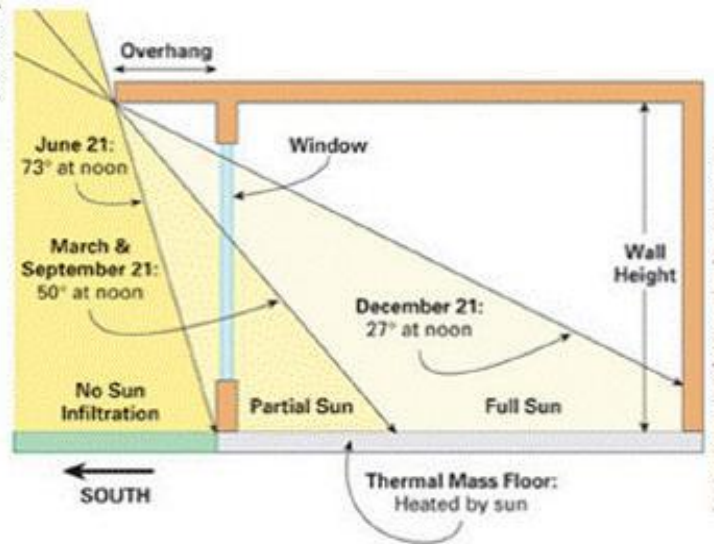 Overhang
June 21:
73° at noon
Window
March &
September 21:
50° at noon
Wall
Height
December 21:
27° at noon
No Sun
Infiltration
Partial Sun
Full Sun
SOUTH
Thermal Mass Floor:
Heated by sun